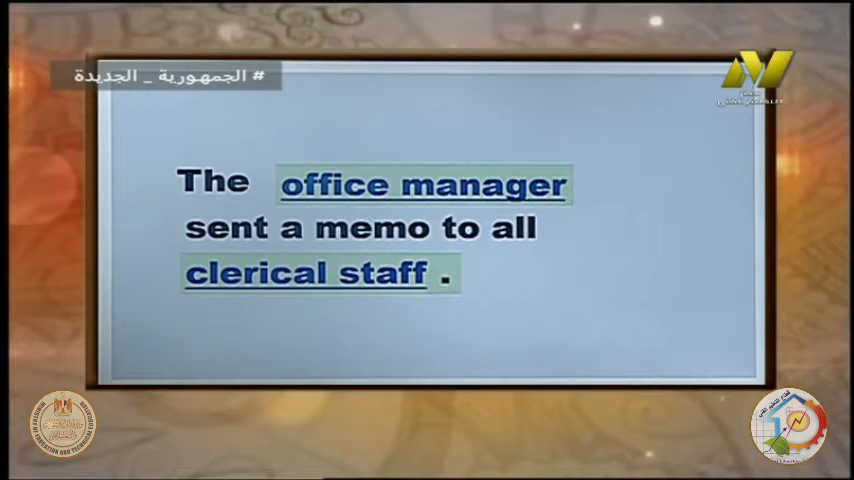 # الجمهورية _ الجديدة
The office manager
sent a memo to all
clerical staff .